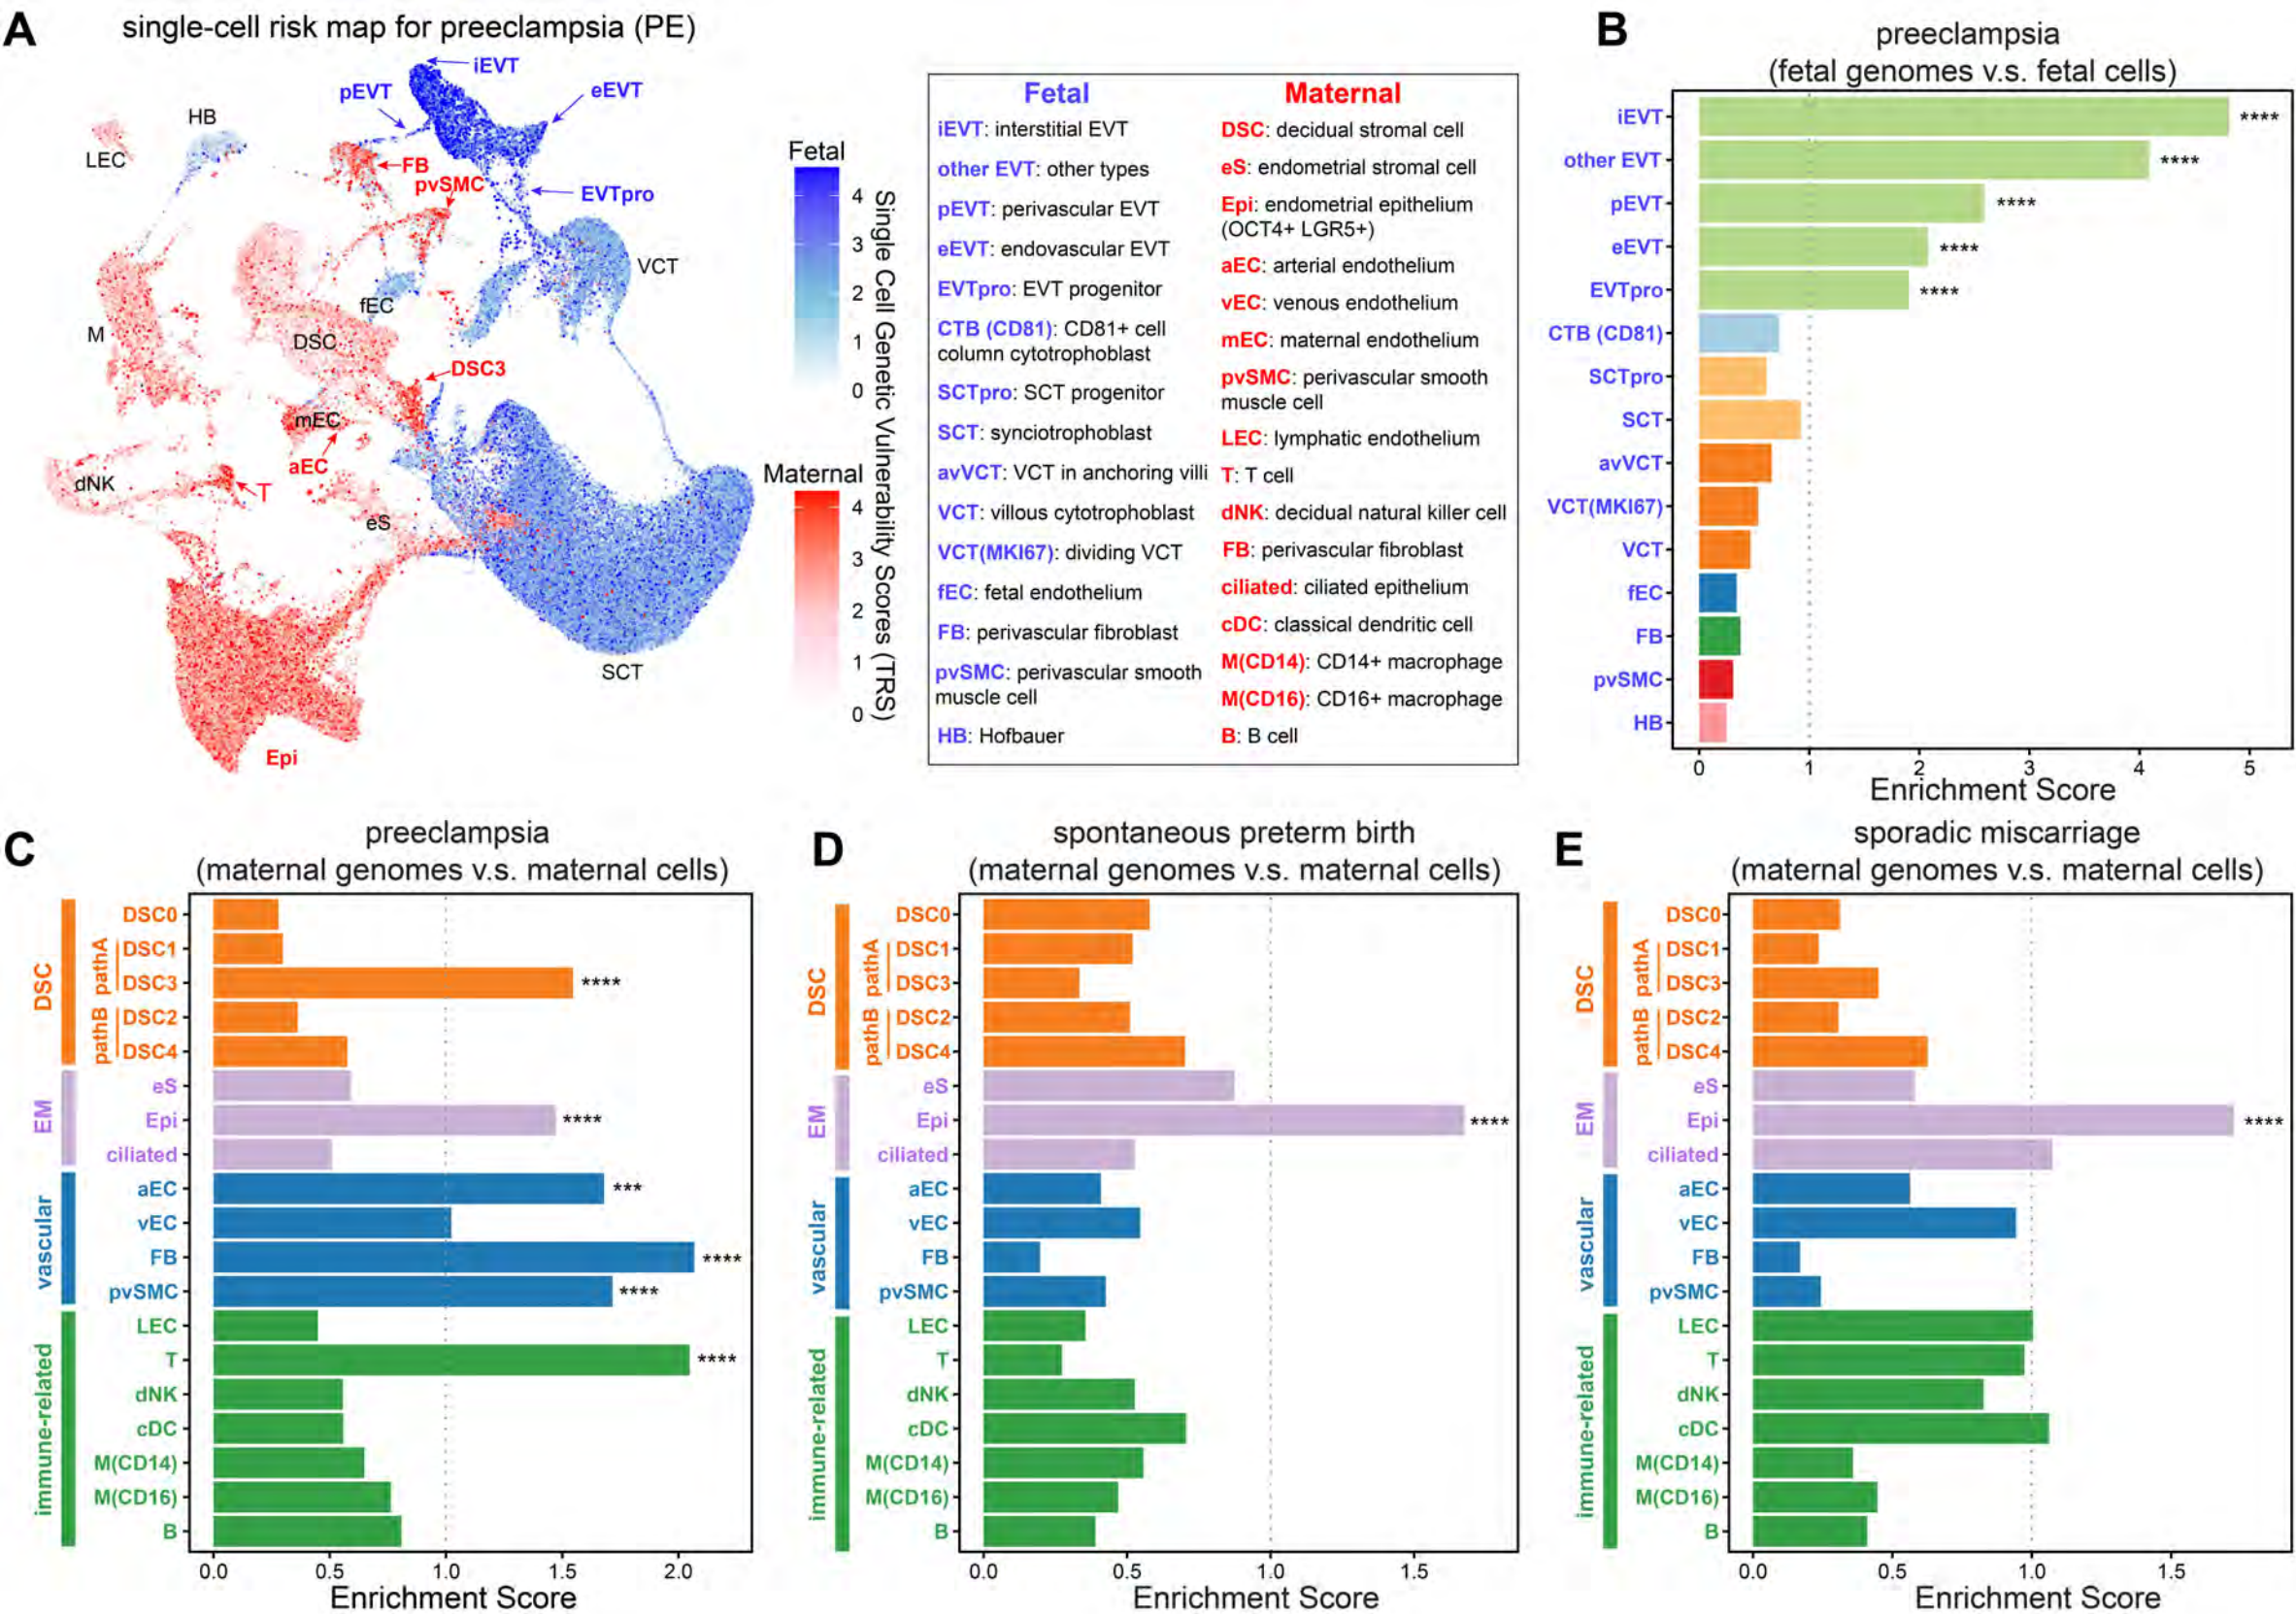 A
single-cell risk map for preeclampsia (PE)
iEVT
pEVT
eEVT
HB
LEC
FB
pvSMC
EVTpro
VCT
fEC
M
DSC
DSC3
mEC
aEC
dNK
T
eS
SCT
Epi
Fetal
4
3
2
1
0
Maternal
4
3
2
1
0
Single Cell Genetic Vulnerability Scores (TRS)
Fetal
iEVT: interstitial EVT
other EVT: other types
pEVT: perivascular EVT
eEVT: endovascular EVT
EVTpro: EVT progenitor
CTB (CD81): CD81+ cell
column cytotrophoblast
SCTpro: SCT progenitor
SCT: synciotrophoblast
avVCT: VCT in anchoring villi
VCT: villous cytotrophoblast
VCT(MKI67): dividing VCT
fEC: fetal endothelium
FB: perivascular fibroblast
pvSMC: perivascular smooth
muscle cell
HB: Hofbauer
Maternal
DSC: decidual stromal cell
eS: endometrial stromal cell
Epi: endometrial epithelium
(OCT4+ LGR5+)
aEC: arterial endothelium
vEC: venous endothelium
mEC: maternal endothelium
pvSMC: perivascular smooth
muscle cell
LEC: lymphatic endothelium
T: T cell
dNK: decidual natural killer cell
FB: perivascular fibroblast
ciliated: ciliated epithelium
cDC: classical dendritic cell
M(CD14): CD14+ macrophage
M(CD16): CD16+ macrophage
B: B cell
B
preeclampsia
(fetal genomes v.s. fetal cells)
iEVT ****
other EVT ****
pEVT ****
eEVT ****
EVTpro ****
CTB (CD81)
SCTpro
SCT
avVCT
VCT(MKI67)
VCT
fEC
FB
pvSMC
HB
0 1 2 3 4 5
Enrichment Score
C
preeclampsia
(maternal genomes v.s. maternal cells)
DSC
pathA
pathB
EM
vascular
immune-related
DSC0
DSC1
DSC3 ****
DSC2
DSC4
eS
Epi ****
ciliated
aEC ***
vEC
FB ****
pvSMC ****
LEC
T ****
dNK
cDC
M(CD14)
M(CD16)
B
0.0 0.5 1.0 1.5 2.0
Enrichment Score
D
spontaneous preterm birth
(maternal genomes v.s. maternal cells)
DSC
pathA
pathB
EM
vascular
immune-related
DSC0
DSC1
DSC3
DSC2
DSC4
eS
Epi ****
ciliated
aEC
vEC
FB
pvSMC
LEC
T
dNK
cDC
M(CD14)
M(CD16)
B
0.0 0.5 1.0 1.5
Enrichment Score
E
sporadic miscarriage
(maternal genomes v.s. maternal cells)
DSC
pathA
pathB
EM
vascular
immune-related
DSC0
DSC1
DSC3
DSC2
DSC4
eS
Epi ****
ciliated
aEC
vEC
FB
pvSMC
LEC
T
dNK
cDC
M(CD14)
M(CD16)
B
0.0 0.5 1.0 1.5
Enrichment Score